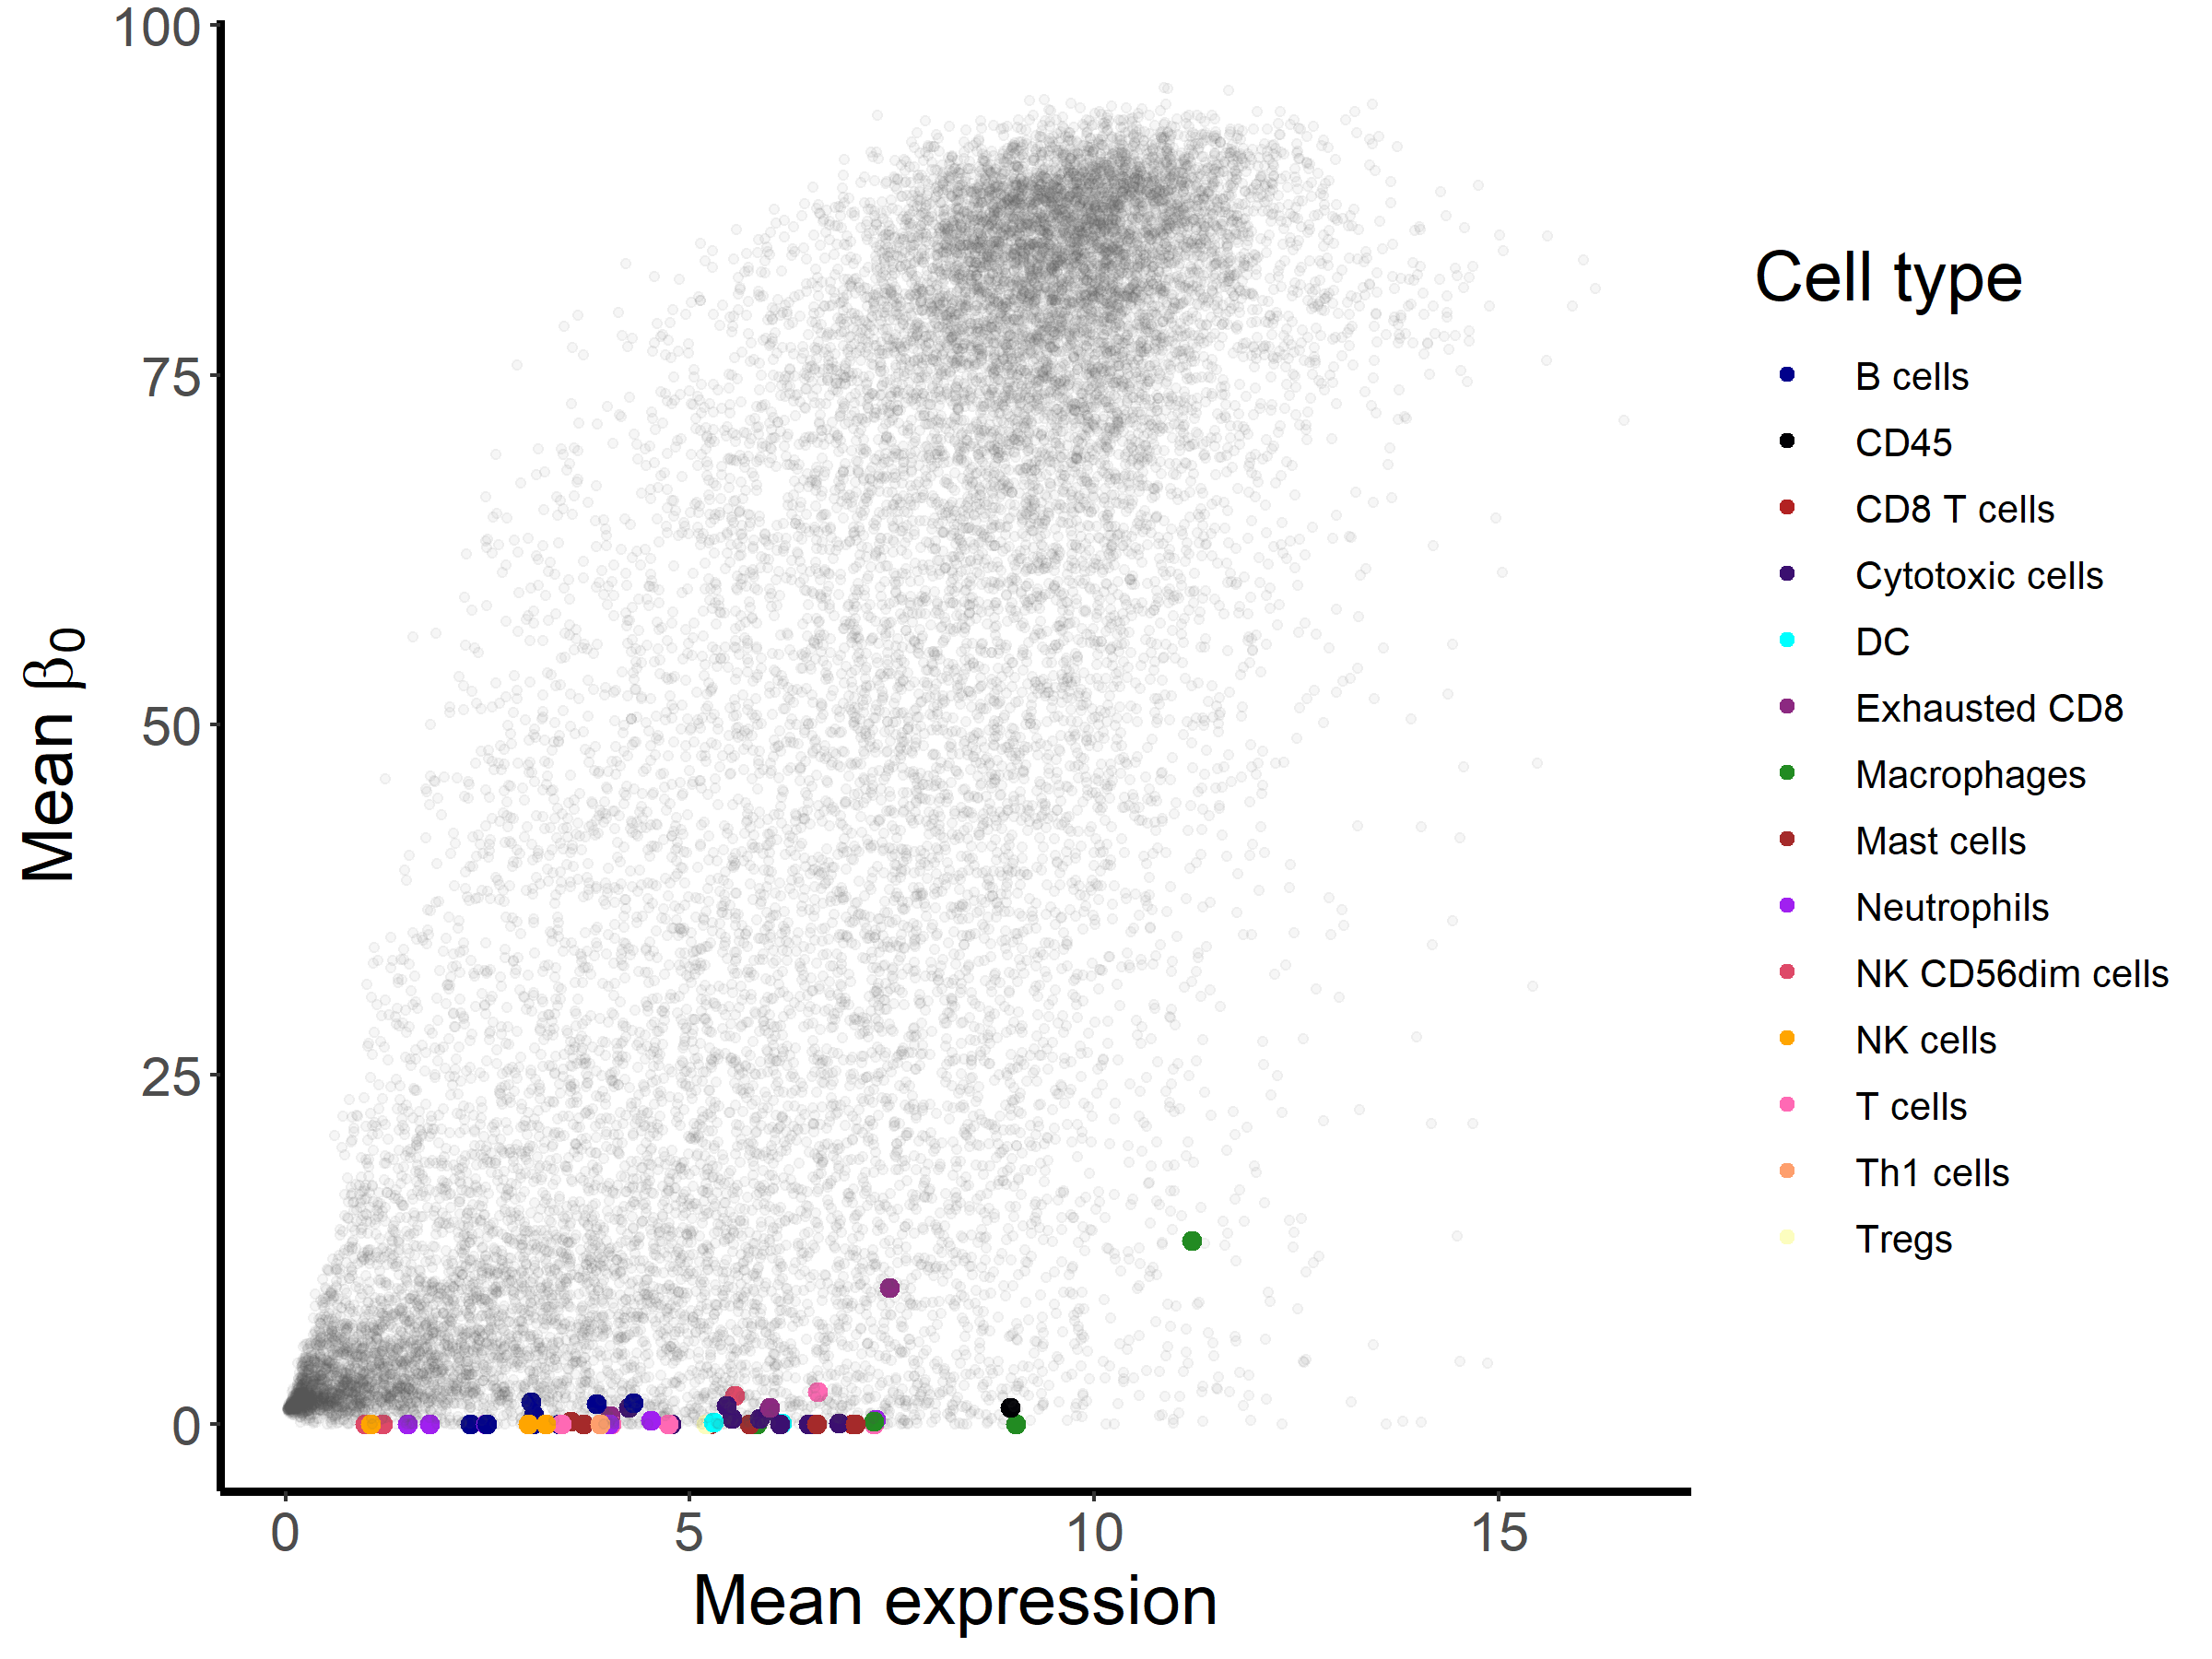 100
75
50
25
0
Mean β0
0 5 10 15
Mean expression
Cell type
B cells
CD45
CD8 T cells
Cytotoxic cells
DC
Exhausted CD8
Macrophages
Mast cells
Neutrophils
NK CD56dim cells
NK cells
T cells
Th1 cells
Tregs